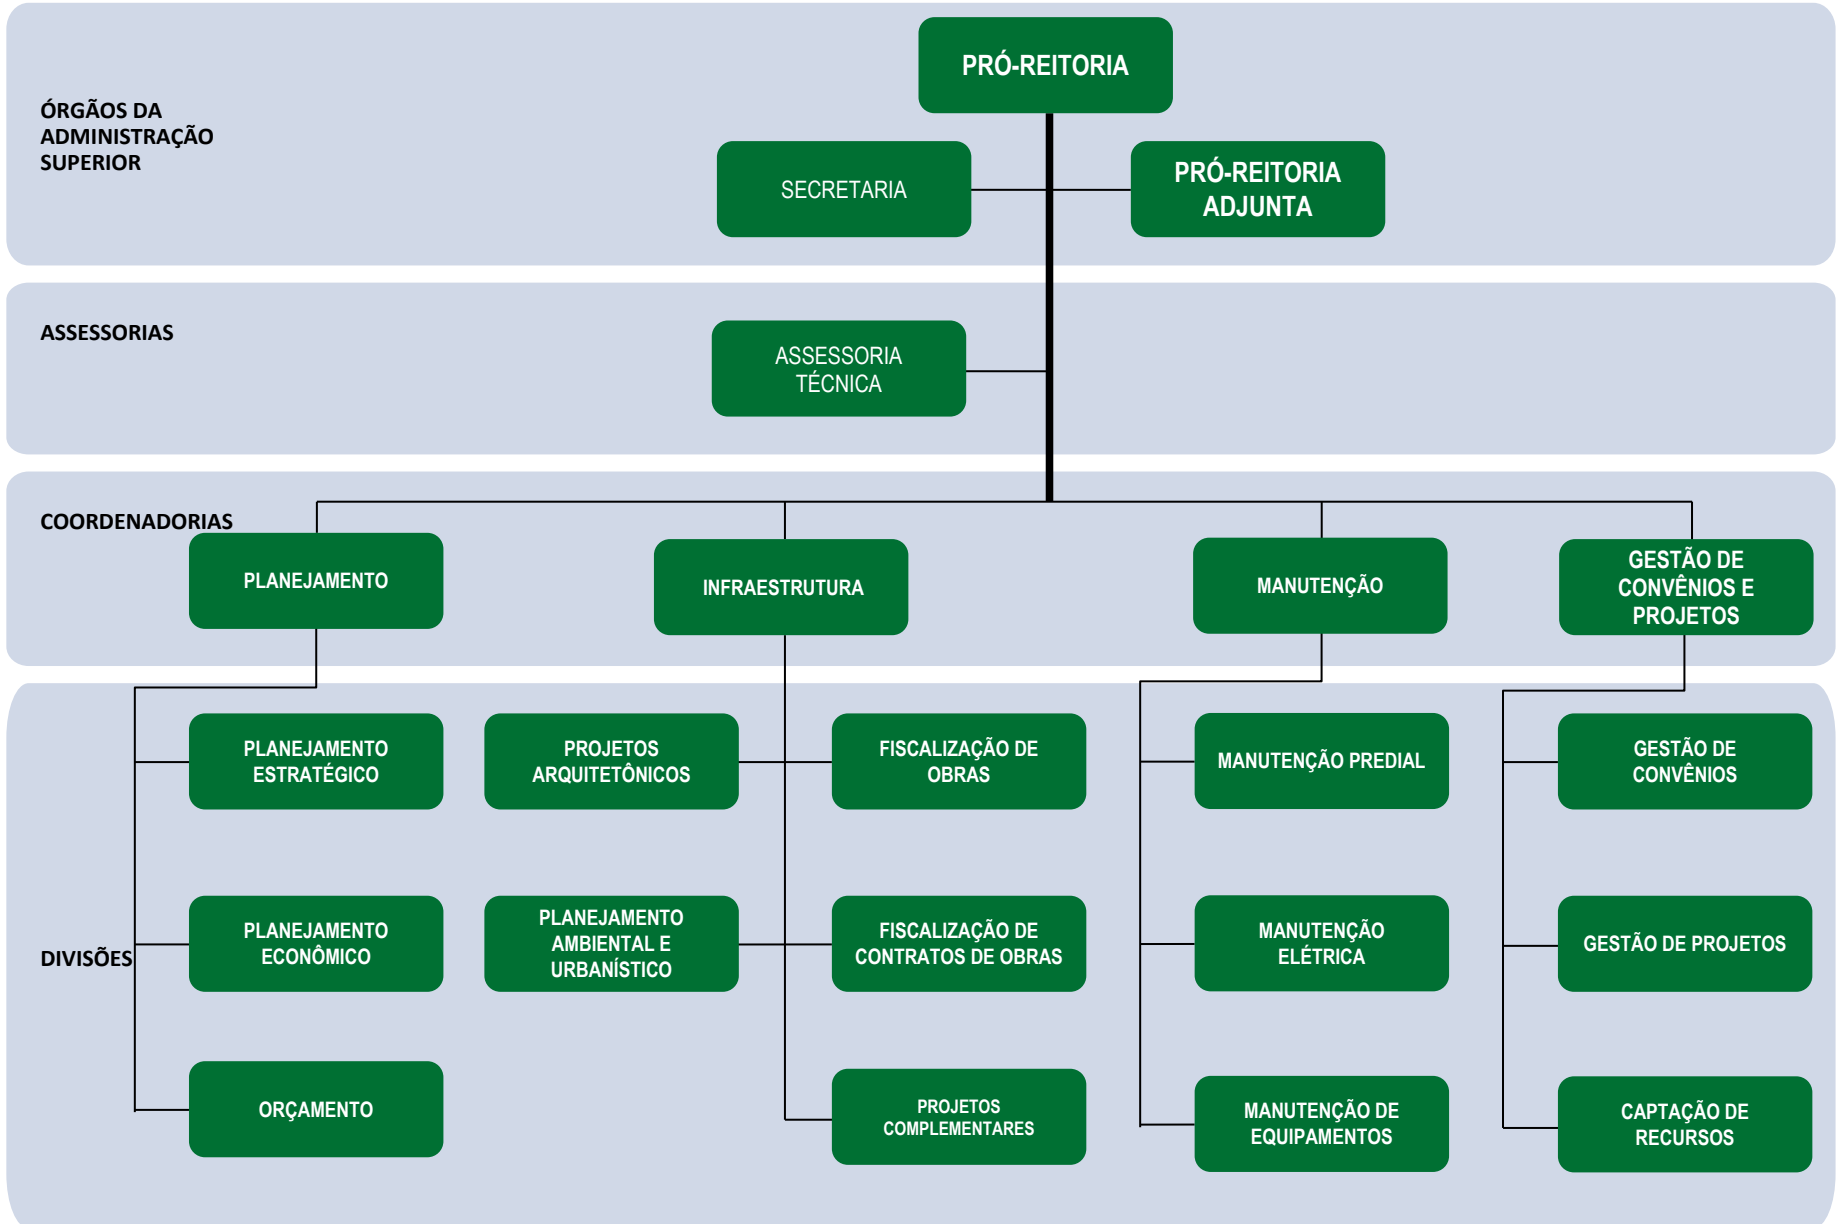 PRÓ-REITORIA
ÓRGÃOS DA
ADMINISTRAÇÃO
SUPERIOR
SECRETARIA
PRÓ-REITORIA
ADJUNTA
ASSESSORIAS
ASSESSORIA
TÉCNICA
COORDENADORIAS
PLANEJAMENTO
INFRAESTRUTURA
MANUTENÇÃO
GESTÃO DE
CONVÊNIOS E
PROJETOS
DIVISÕES
PLANEJAMENTO
ESTRATÉGICO
PROJETOS
ARQUITETÔNICOS
FISCALIZAÇÃO DE
OBRAS
MANUTENÇÃO PREDIAL
GESTÃO DE
CONVÊNIOS
PLANEJAMENTO
ECONÔMICO
PLANEJAMENTO
AMBIENTAL E
URBANÍSTICO
FISCALIZAÇÃO DE
CONTRATOS DE OBRAS
MANUTENÇÃO
ELÉTRICA
GESTÃO DE PROJETOS
ORÇAMENTO
PROJETOS
COMPLEMENTARES
MANUTENÇÃO DE
EQUIPAMENTOS
CAPTAÇÃO DE
RECURSOS